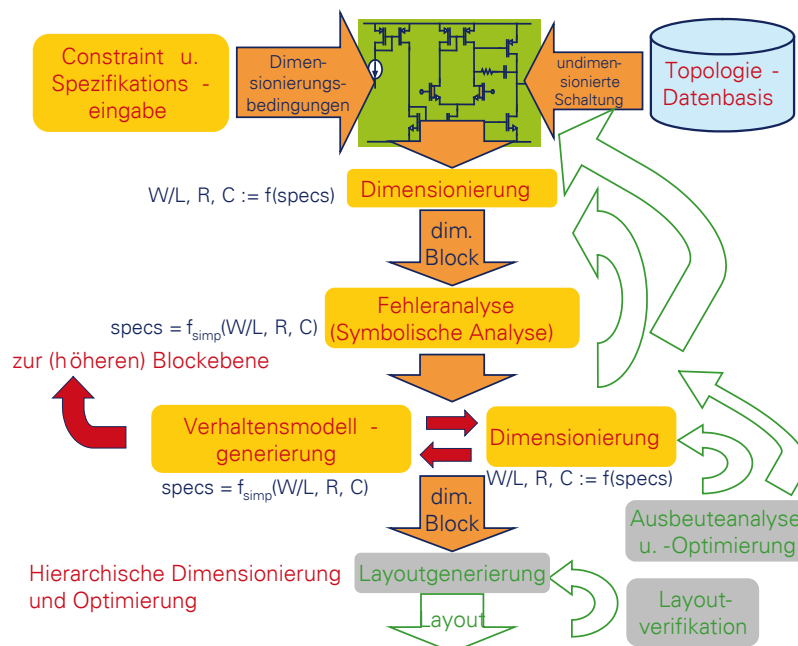 Constraint u.
Spezifikations -
eingabe
Dimen-
sionierungs-
bedingungen
undimen-
sionierte
Schaltung
Topologie -
Datenbasis
W/L, R, C := f(specs)
Dimensionierung
dim.
Block
Fehleranalyse
(Symbolische Analyse)
specs = fsimp(W/L, R, C)
zur (höheren) Blockebene
Verhaltensmodell -
generierung
Dimensionierung
specs = fsimp(W/L, R, C)
W/L, R, C := f(specs)
dim.
Block
Ausbeuteanalyse
u. -Optimierung
Hierarchische Dimensionierung
und Optimierung
Layoutgenerierung
Layout
Layout-
verifikation